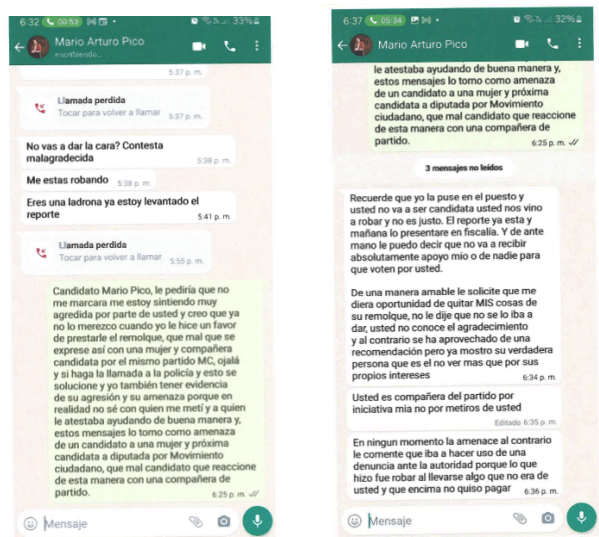 6:32 00:53
33%
Mario Arturo Pico
escribiendo...
5:37 p. m.
Llamada perdida
Tocar para volver a llamar 5:37 p. m.
No vas a dar la cara? Contesta
malagradecida 5:38 p. m.
Me estas robando 5:38 p. m.
Eres una ladrona ya estoy levantado el
reporte 5:41 p. m.
Llamada perdida
Tocar para volver a llamar 5:55 p. m.
Candidato Mario Pico, le pediría que no
me marcara me estoy sintiendo muy
agredida por parte de usted y creo que ya
no lo merezco cuando yo le hice un favor
de prestarle el remolque, que mal que se
exprese así con una mujer y compañera
candidata por el mismo partido MC, ojalá
y si haga la llamada a la policía y esto se
solucione y yo también tener evidencia
de su agresión y su amenaza porque en
realidad no sé con quien me metí y a quien
le atestaba ayudando de buena manera y,
estos mensajes lo tomo como amenaza
de un candidato a una mujer y próxima
candidata a diputada por Movimiento
ciudadano, que mal candidato que reaccione
de esta manera con una compañera de
partido. 6:25 p. m.
Mensaje
6:37 05:34
32%
Mario Arturo Pico
le atestaba ayudando de buena manera y,
estos mensajes lo tomo como amenaza
de un candidato a una mujer y próxima
candidata a diputada por Movimiento
ciudadano, que mal candidato que reaccione
de esta manera con una compañera de
partido. 6:25 p. m.
3 mensajes no leídos
Recuerde que yo la puse en el puesto y
usted no va a ser candidata usted nos vino
a robar y no es justo. El reporte ya esta y
mañana lo presentare en fiscalía. Y de ante
mano le puedo decir que no va a recibir
absolutamente apoyo mio o de nadie para
que voten por usted.
De una manera amable le solicite que me
diera oportunidad de quitar MIS cosas de
su remolque, no le dije que no se lo iba a
dar, usted no conoce el agradecimiento
y al contrario se ha aprovechado de una
recomendación pero ya mostro su verdadera
persona que es el no ver mas que por sus
propios intereses 6:34 p. m.
Usted es compañera del partido por
iniciativa mia no por metiros de usted
Editado 6:35 p. m.
En ningun momento la amenace al contrario
le comente que iba a hacer uso de una
denuncia ante la autoridad porque lo que
hizo fue robar al llevarse algo que no era de
usted y que encima no quiso pagar 6:36 p. m.
Mensaje